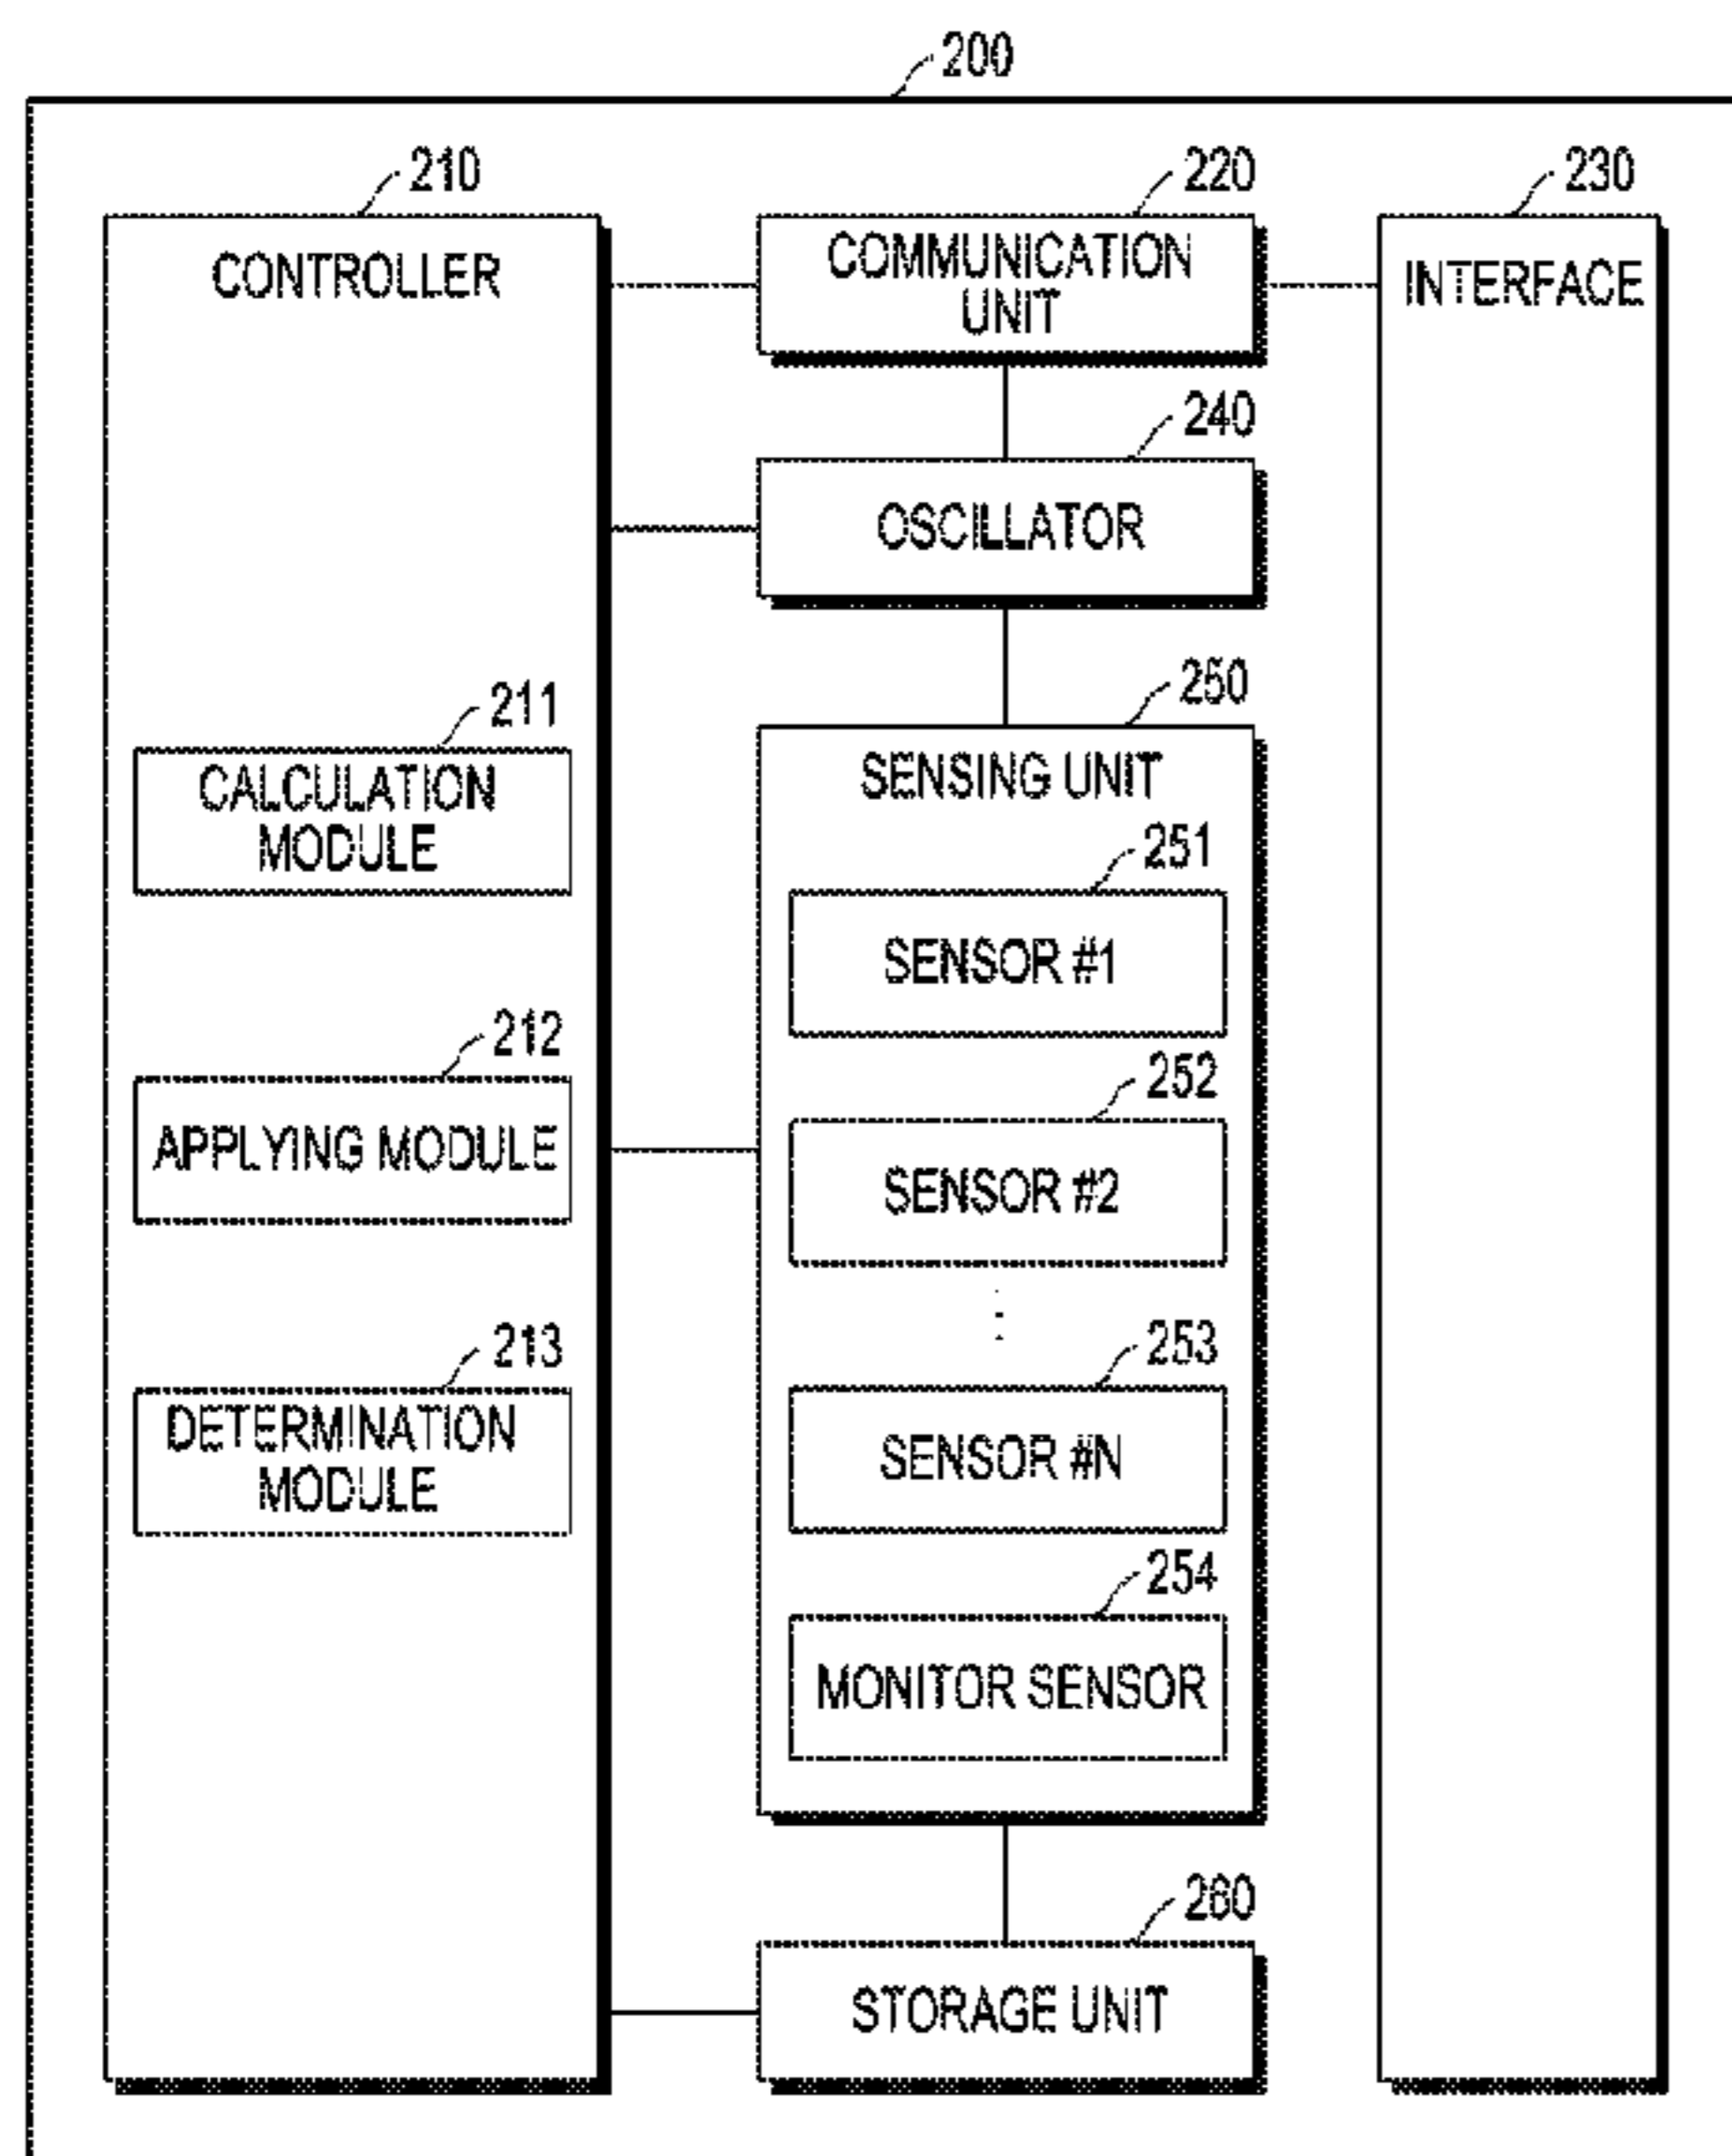 200
210
CONTROLLER
220
COMMUNICATION
UNIT
230
INTERFACE
240
OSCILLATOR
211
CALCULATION
MODULE
212
APPLYING MODULE
213
DETERMINATION
MODULE
250
SENSING UNIT
251
SENSOR #1
252
SENSOR #2
253
SENSOR #N
254
MONITOR SENSOR
260
STORAGE UNIT